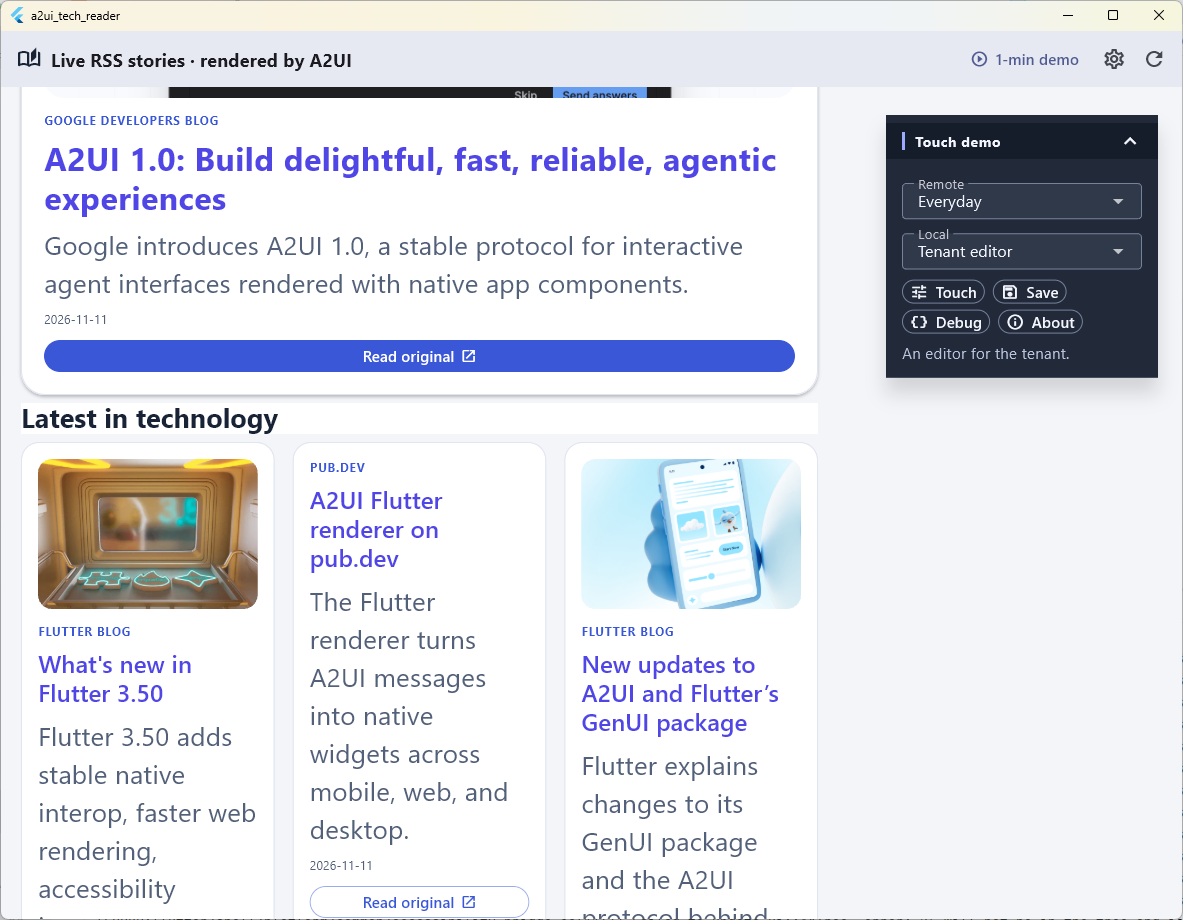 a2ui_tech_reader
Live RSS stories · rendered by A2UI
1-min demo
Skip
Send answers
GOOGLE DEVELOPERS BLOG
A2UI 1.0: Build delightful, fast, reliable, agentic
experiences
Google introduces A2UI 1.0, a stable protocol for interactive
agent interfaces rendered with native app components.
2026-11-11
Read original
Touch demo
Remote
Everyday
Local
Tenant editor
Touch
Save
Debug
About
An editor for the tenant.
Latest in technology
FLUTTER BLOG
What's new in
Flutter 3.50
Flutter 3.50 adds
stable native
interop, faster web
rendering,
accessibility
PUB.DEV
A2UI Flutter
renderer on
pub.dev
The Flutter
renderer turns
A2UI messages
into native
widgets across
mobile, web, and
desktop.
2026-11-11
Read original
FLUTTER BLOG
New updates to
A2UI and Flutter’s
GenUI package
Flutter explains
changes to its
GenUI package
and the A2UI
protocol behind